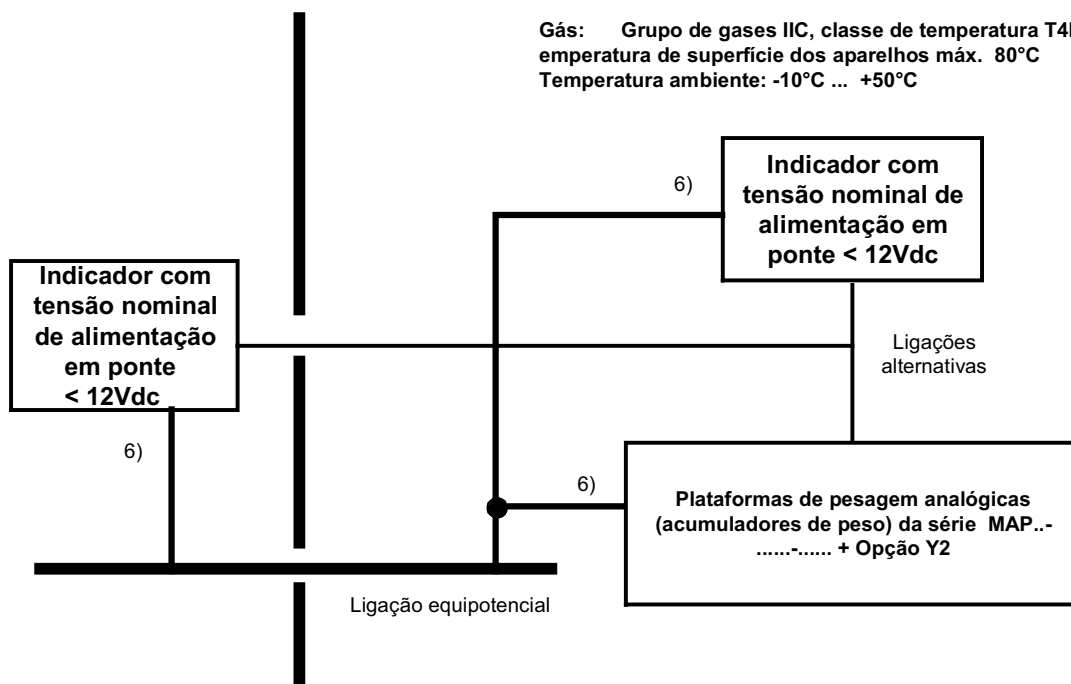 Gás: Grupo de gases IIC, classe de temperatura T4
emperatura de superfície dos aparelhos máx. 80°C
Temperatura ambiente: -10°C ... +50°C
Indicador com
tensão nominal de
alimentação em
ponte < 12Vdc
6)
Indicador com
tensão nominal
de alimentação
em ponte
< 12Vdc
Ligações
alternativas
6)
6)
Plataformas de pesagem analógicas
(acumuladores de peso) da série MAP..-
......-...... + Opção Y2
Ligação equipotencial